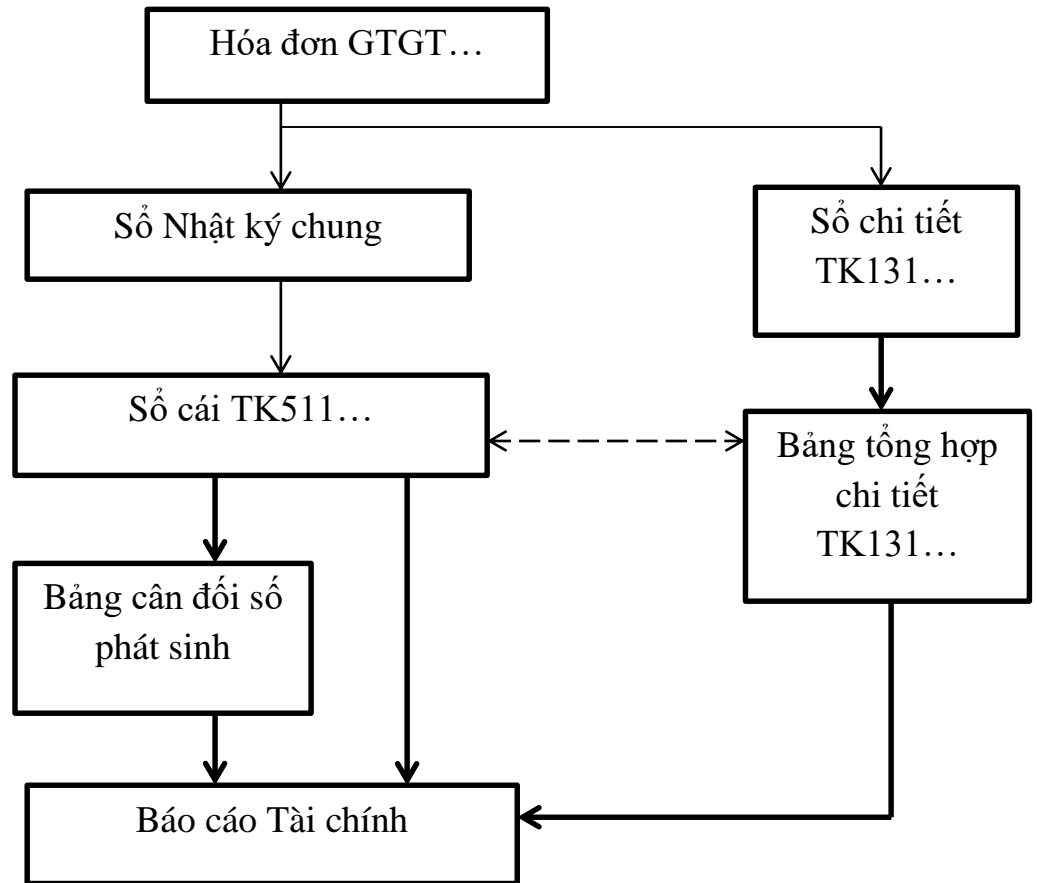 Hóa đơn GTGT…
Sổ Nhật ký chung
Sổ chi tiết
TK131…
Sổ cái TK511…
Bảng tổng hợp
chi tiết
TK131…
Bảng cân đối số
phát sinh
Báo cáo Tài chính